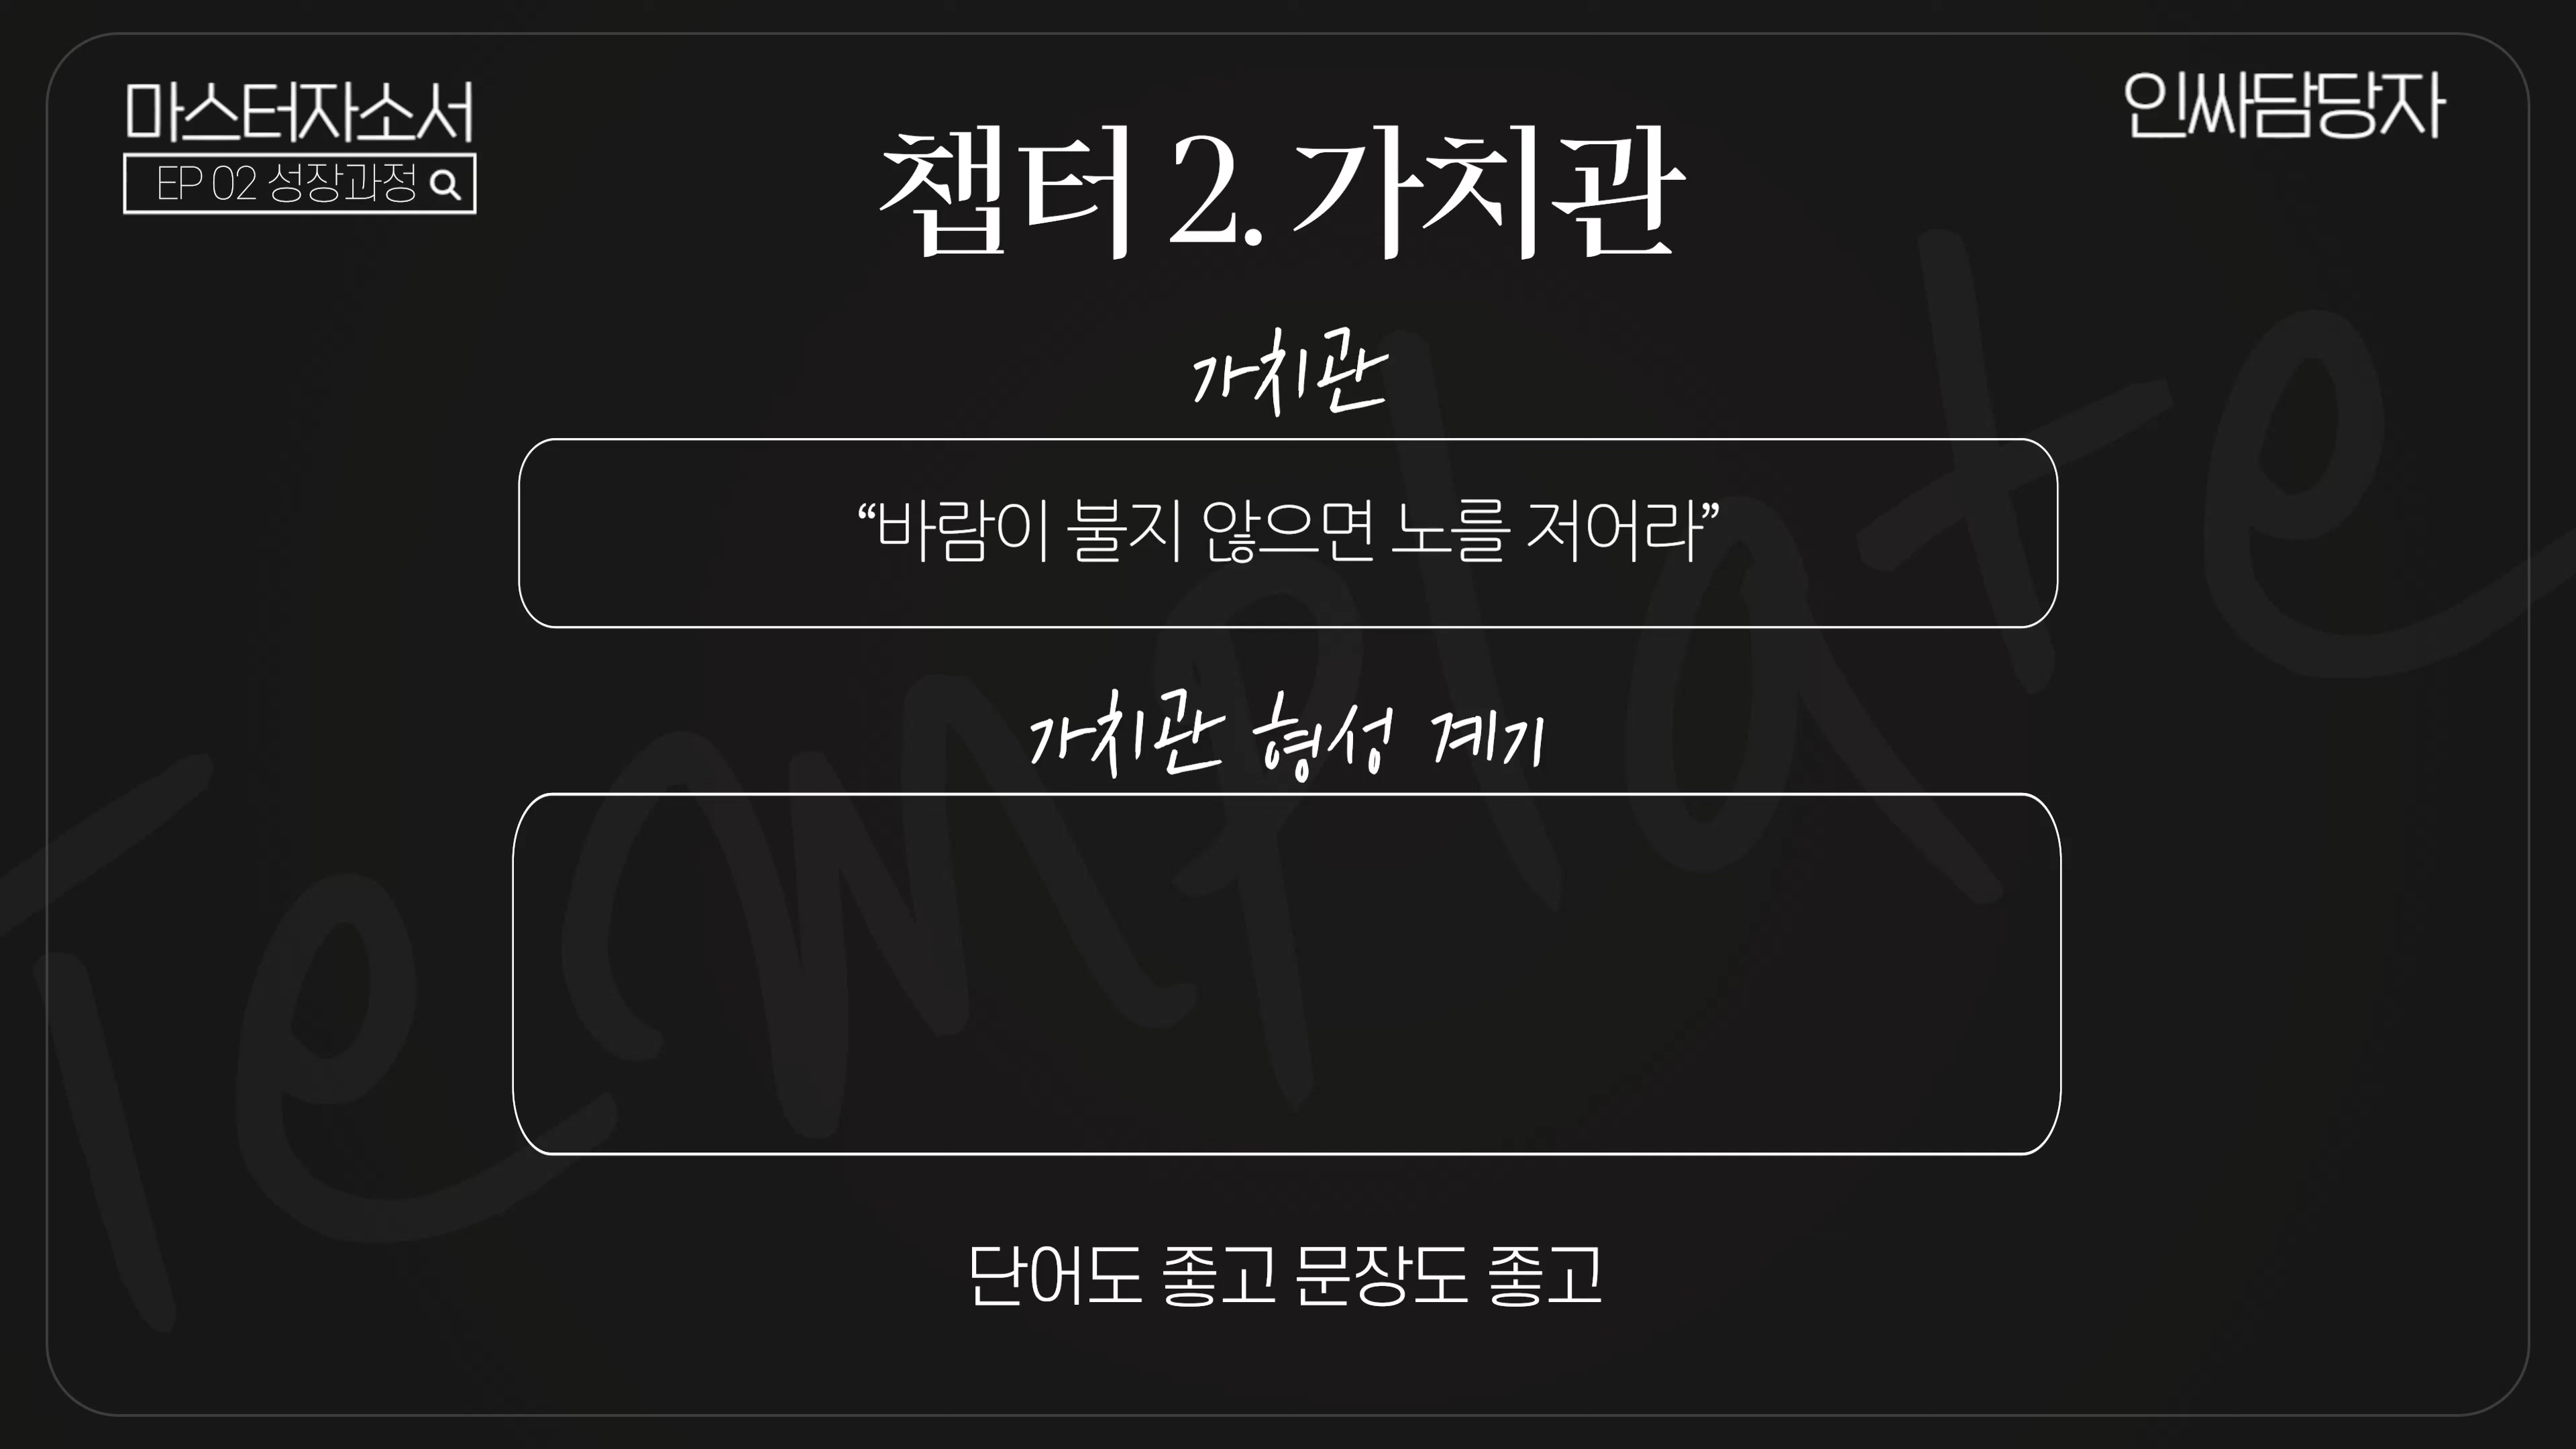 마스터자소서
EP 02 성장과정
인싸담당자
챕터 2. 가치관
가치관
“바람이 불지 않으면 노를 저어라”
가치관 형성 계기
단어도 좋고 문장도 좋고
Template